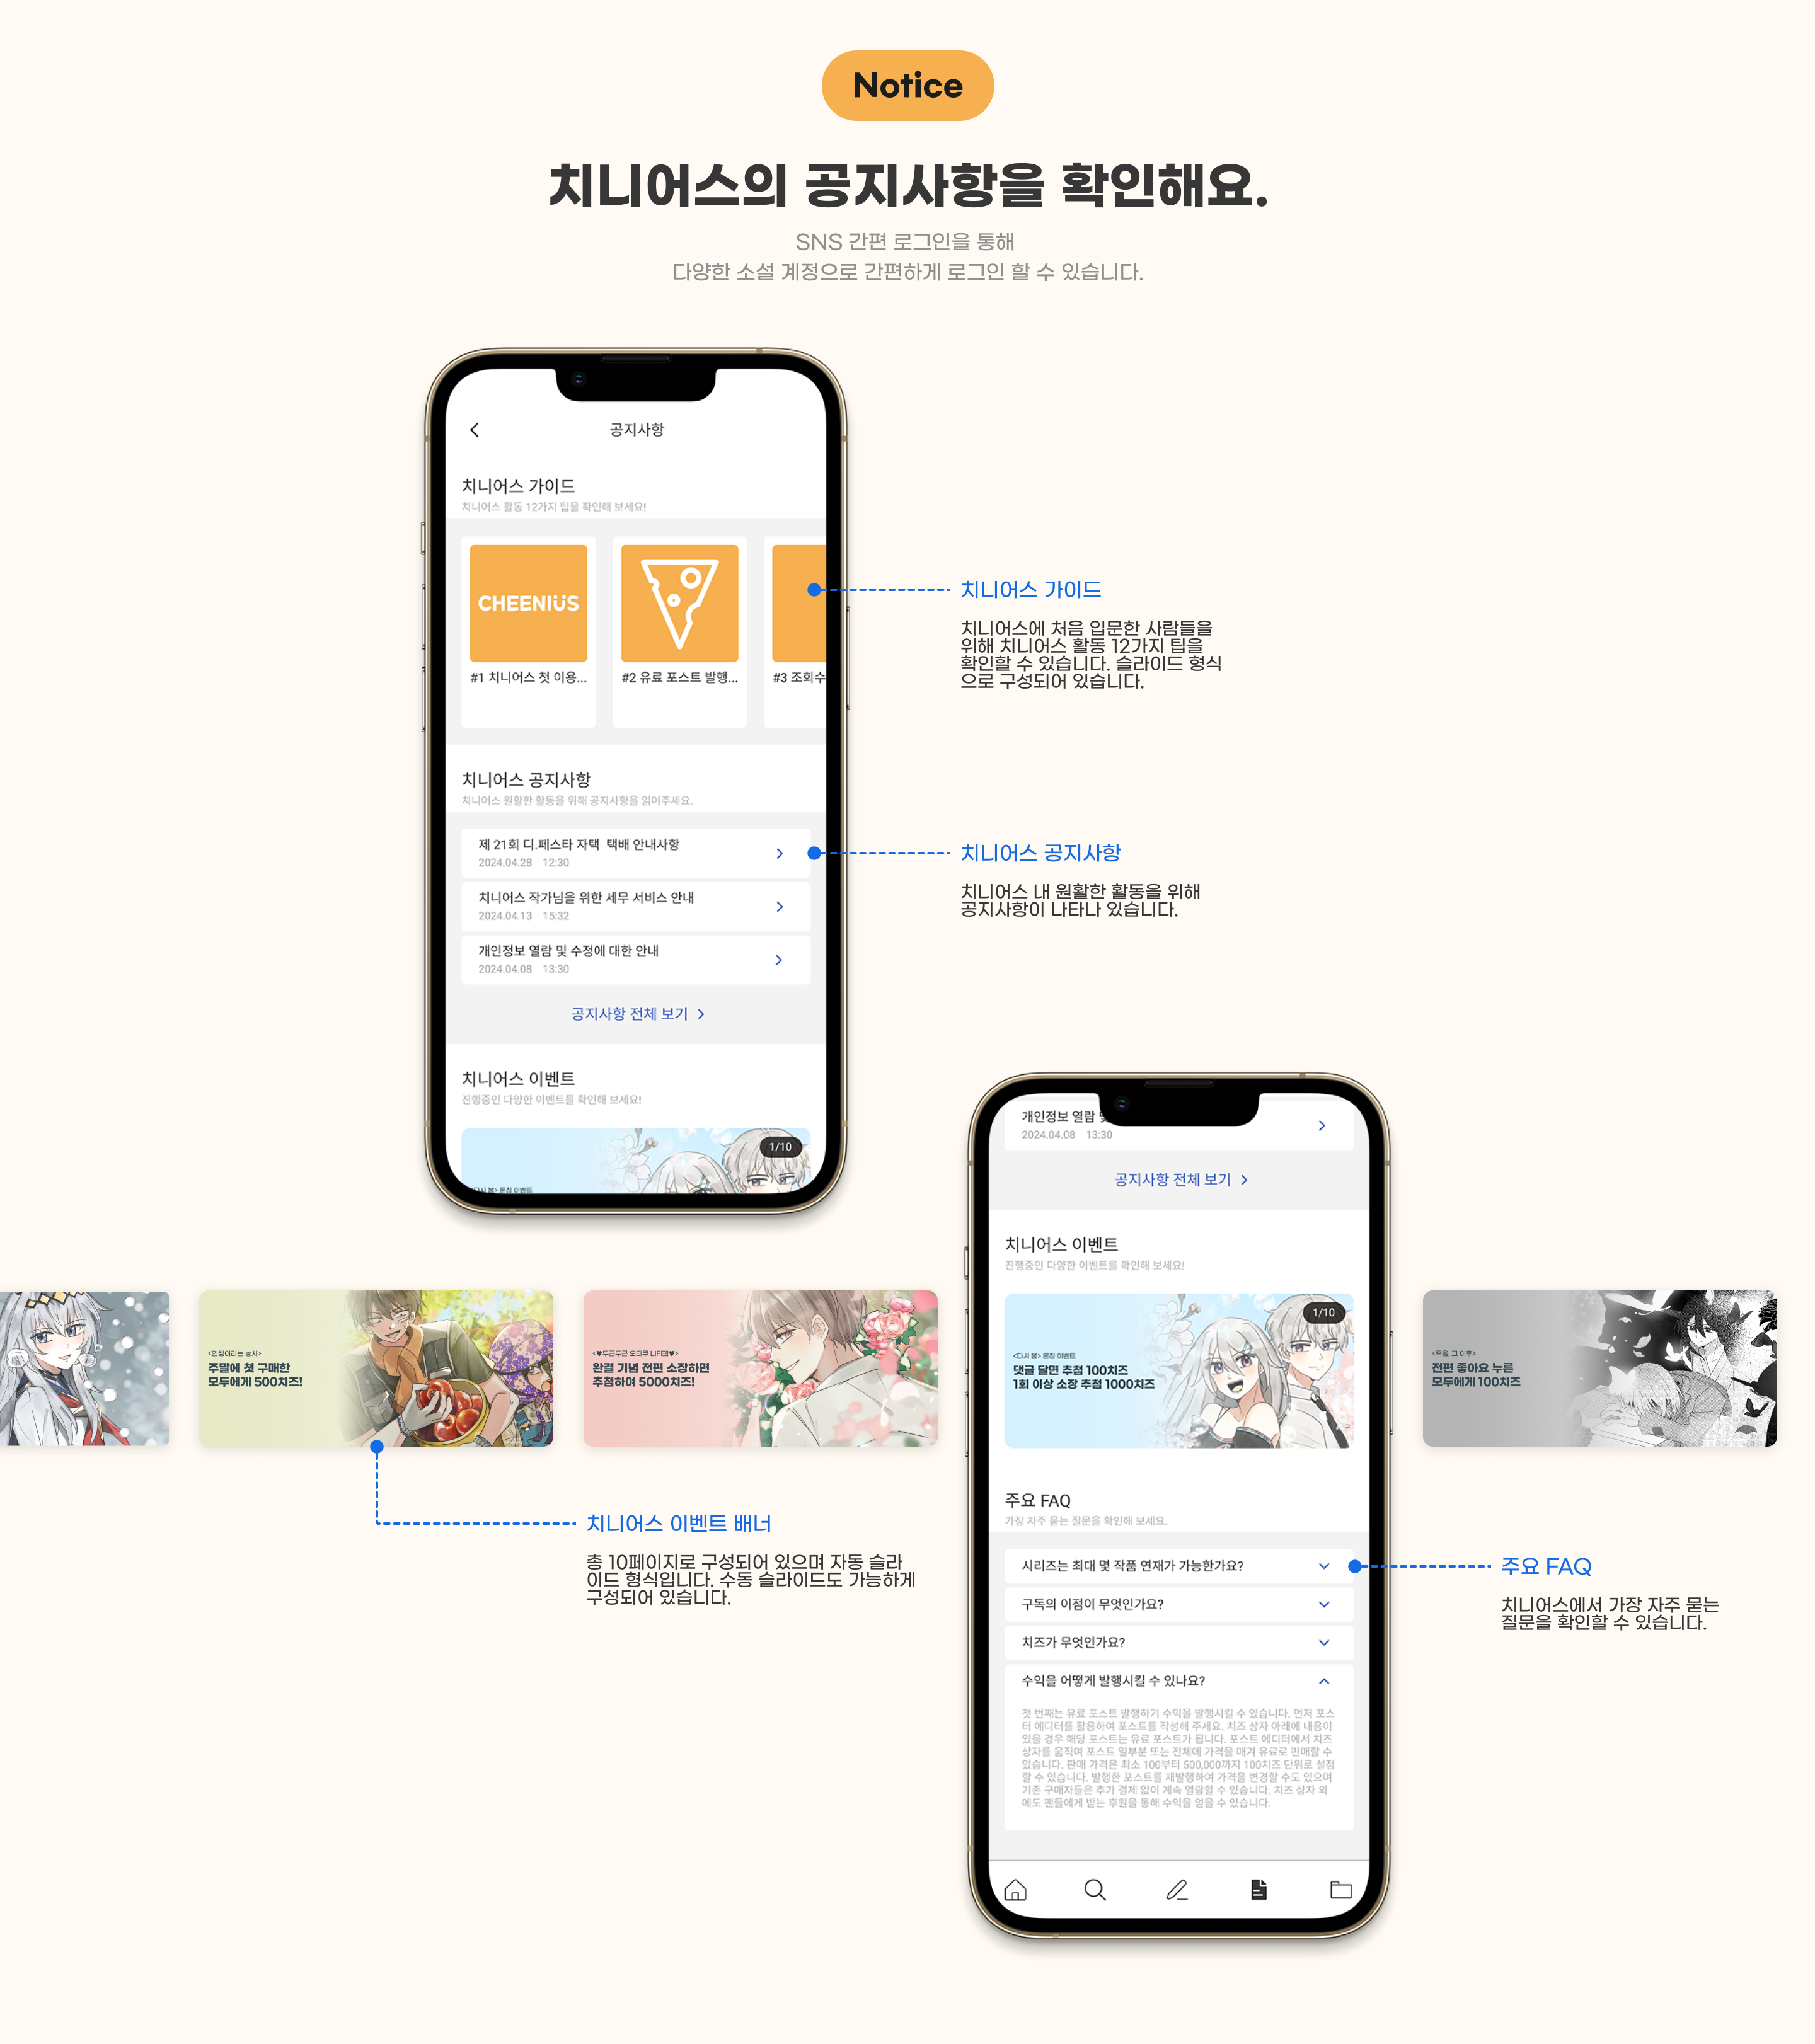 Notice
치니어스의 공지사항을 확인해요.
SNS 간편 로그인을 통해
다양한 소셜 계정으로 간편하게 로그인 할 수 있습니다.
공지사항
치니어스 가이드
치니어스 활동 12가지 팁을 확인해 보세요!
CHEENIUS
#1 치니어스 첫 이용...
#2 유료 포스트 발행...
#3 조회수
치니어스 가이드
치니어스에 처음 입문한 사람들을
위해 치니어스 활동 12가지 팁을
확인할 수 있습니다. 슬라이드 형식
으로 구성되어 있습니다.
치니어스 공지사항
치니어스 원활한 활동을 위해 공지사항을 읽어주세요.
제 21회 디.페스타 자택 택배 안내사항
2024.04.28 12:30
치니어스 작가님을 위한 세무 서비스 안내
2024.04.13 15:32
개인정보 열람 및 수정에 대한 안내
2024.04.08 13:30
공지사항 전체 보기
치니어스 공지사항
치니어스 내 원활한 활동을 위해
공지사항이 나타나 있습니다.
치니어스 이벤트
진행중인 다양한 이벤트를 확인해 보세요!
1/10
<다시 봄> 론칭 이벤트
개인정보 열람 및
2024.04.08 13:30
공지사항 전체 보기
치니어스 이벤트
진행중인 다양한 이벤트를 확인해 보세요!
1/10
<다시 봄> 론칭 이벤트
댓글 달면 추첨 100치즈
1회 이상 소장 추첨 1000치즈
<인생이라는 농사>
주말에 첫 구매한
모두에게 500치즈!
<♥두근두근 오타쿠 LIFE!!♥>
완결 기념 전편 소장하면
추첨하여 5000치즈!
<죽음, 그 이후>
전편 좋아요 누른
모두에게 100치즈
치니어스 이벤트 배너
총 10페이지로 구성되어 있으며 자동 슬라
이드 형식입니다. 수동 슬라이드도 가능하게
구성되어 있습니다.
주요 FAQ
가장 자주 묻는 질문을 확인해 보세요.
시리즈는 최대 몇 작품 연재가 가능한가요?
구독의 이점이 무엇인가요?
치즈가 무엇인가요?
수익을 어떻게 발행시킬 수 있나요?
첫 번째는 유료 포스트 발행하기 수익을 발행시킬 수 있습니다. 먼저 포스
터 에디터를 활용하여 포스트를 작성해 주세요. 치즈 상자 아래에 내용이
있을 경우 해당 포스트는 유료 포스트가 됩니다. 포스트 에디터에서 치즈
상자를 움직여 포스트 일부분 또는 전체에 가격을 매겨 유료로 판매할 수
있습니다. 판매 가격은 최소 100부터 500,000까지 100치즈 단위로 설정
할 수 있습니다. 발행한 포스트를 재발행하여 가격을 변경할 수도 있으며
기존 구매자들은 추가 결제 없이 계속 열람할 수 있습니다. 치즈 상자 외
에도 팬들에게 받는 후원을 통해 수익을 얻을 수 있습니다.
주요 FAQ
치니어스에서 가장 자주 묻는
질문을 확인할 수 있습니다.